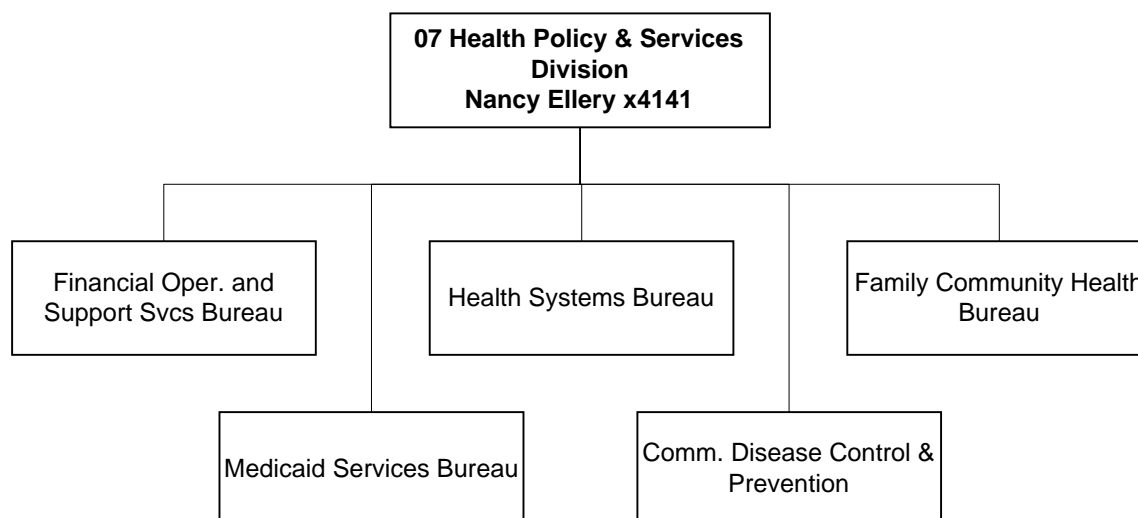 07 Health Policy & Services
Division
Nancy Ellery x4141
Financial Oper. and
Support Svcs Bureau
Health Systems Bureau
Family Community Health
Bureau
Medicaid Services Bureau
Comm. Disease Control &
Prevention